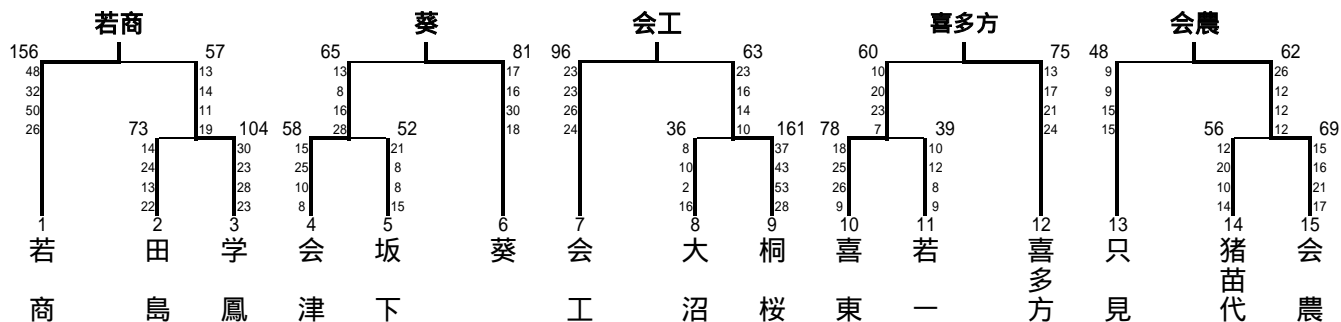 若商 葵 会工 喜多方 会農
156 57 65 81 96 63 60 75 48 62
48 13 13 17 23 23 10 13 9 26
32 14 8 16 23 16 20 17 9 12
50 11 16 30 26 14 23 21 15 12
26 19 28 18 24 10 7 24 15 12
73 104 58 52 36 161 78 39 56 69
14 30 15 21 8 37 18 10 12 15
24 23 25 8 10 43 25 12 20 16
13 28 10 8 2 53 26 8 10 21
22 23 8 15 16 28 9 9 14 17
1 2 3 4 5 6 7 8 9 10 11 12 13 14 15
若商 田島 学鳳 会津 坂下 葵 会工 大沼 桐桜 喜東 若一 喜多方 只見 猪苗代 会農